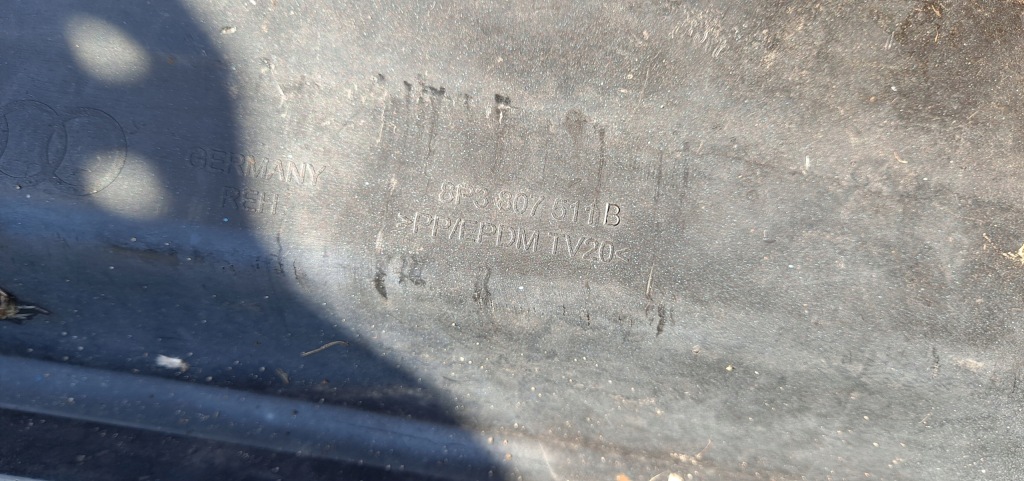 GERMANY
REH.
8P3 807 511 B
>PP/EPDM TV20<